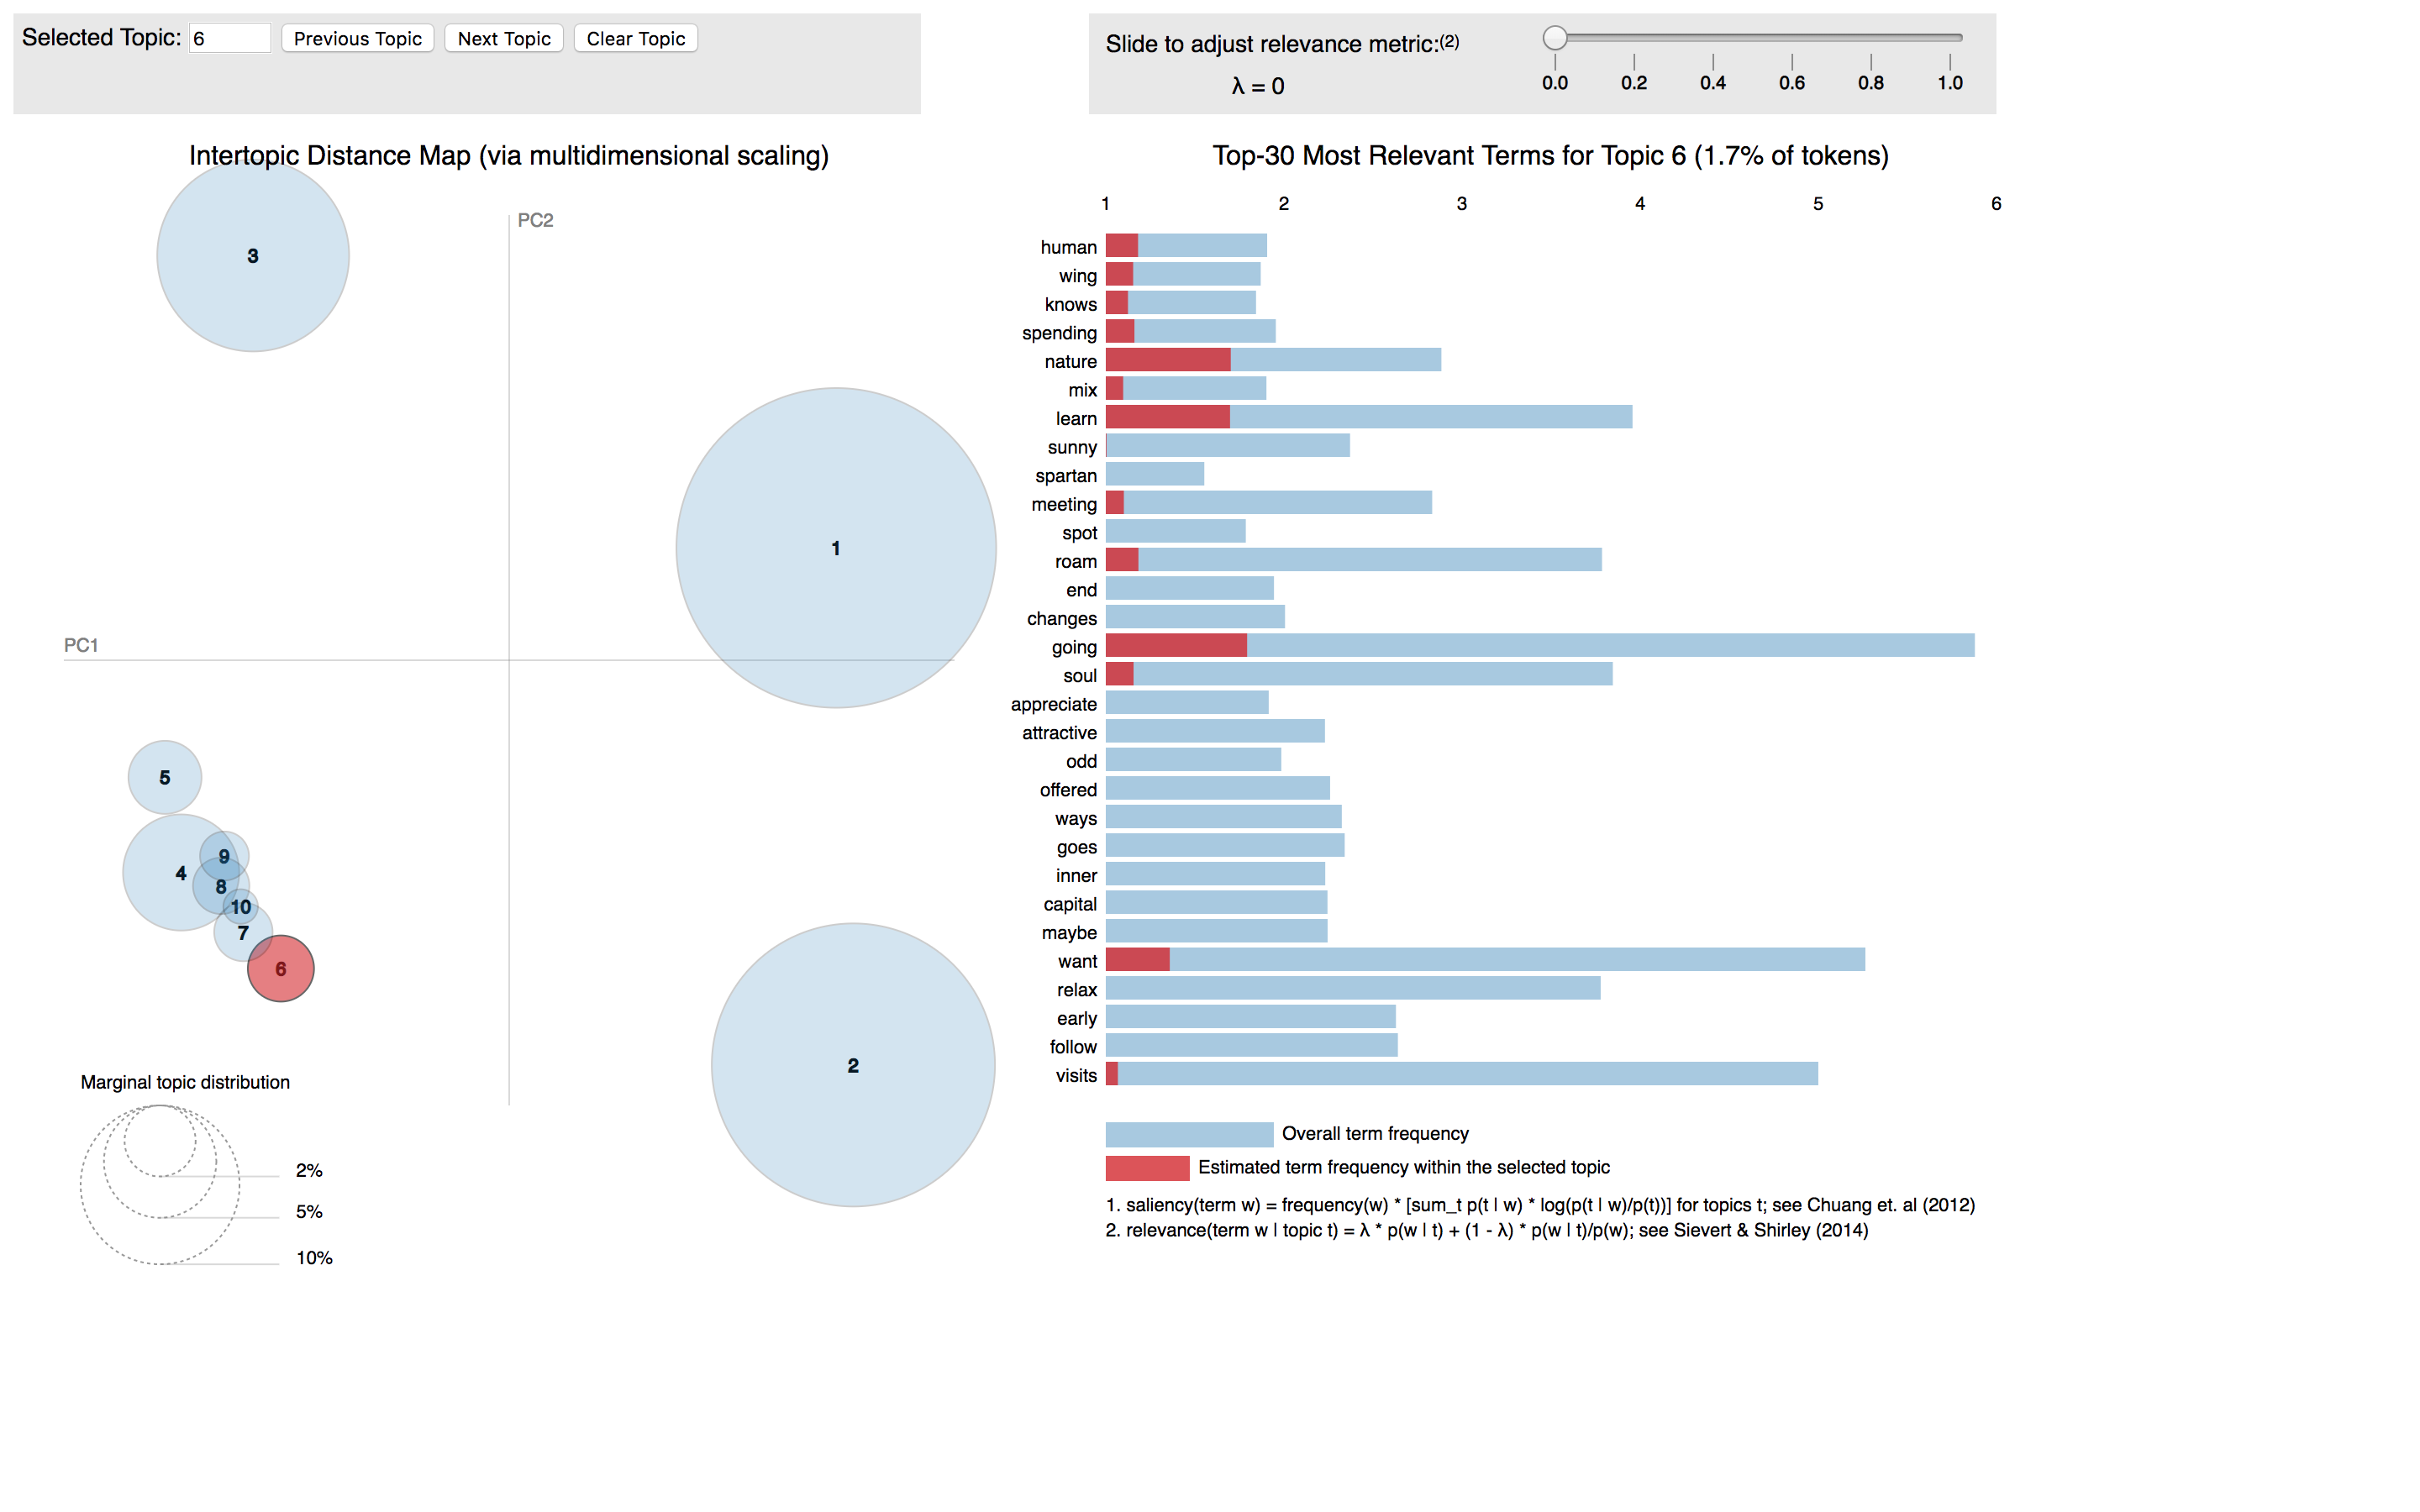 Selected Topic: 6 Previous Topic Next Topic Clear Topic
Slide to adjust relevance metric:(2)
λ = 0
0.0 0.2 0.4 0.6 0.8 1.0
Intertopic Distance Map (via multidimensional scaling)
PC2
PC1
3
1
5
9
4
8
10
7
6
2
Marginal topic distribution
2%
5%
10%
Top-30 Most Relevant Terms for Topic 6 (1.7% of tokens)
1 2 3 4 5 6
human
wing
knows
spending
nature
mix
learn
sunny
spartan
meeting
spot
roam
end
changes
going
soul
appreciate
attractive
odd
offered
ways
goes
inner
capital
maybe
want
relax
early
follow
visits
Overall term frequency
Estimated term frequency within the selected topic
1. saliency(term w) = frequency(w) * [sum_t p(t | w) * log(p(t | w)/p(t))] for topics t; see Chuang et. al (2012)
2. relevance(term w | topic t) = λ * p(w | t) + (1 - λ) * p(w | t)/p(w); see Sievert & Shirley (2014)